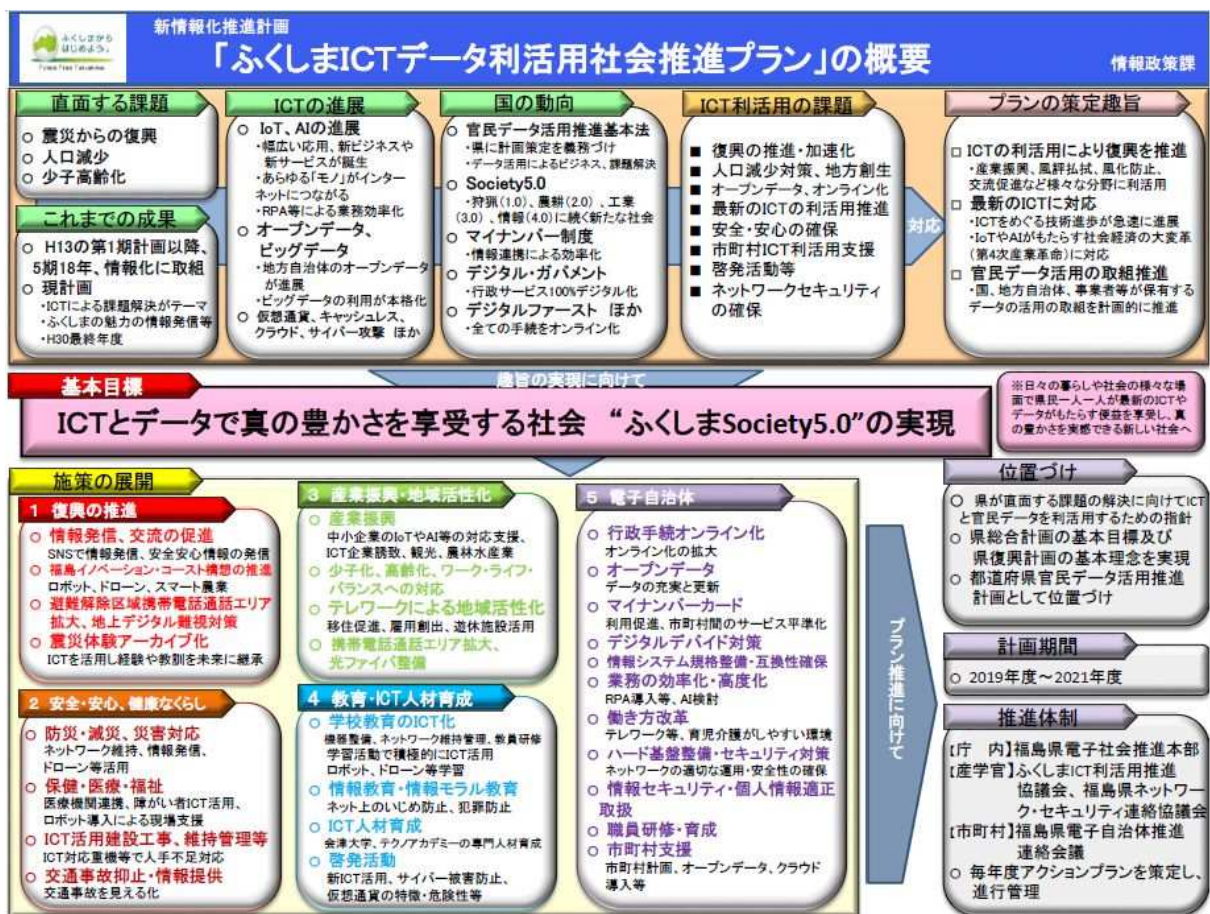 ふくしまから
はじめよう。
Future From Fukushima.
新情報化推進計画
「ふくしまICTデータ利活用社会推進プラン」の概要
情報政策課
直面する課題
○ 震災からの復興
○ 人口減少
○ 少子高齢化
これまでの成果
○ H13の第1期計画以降、
5期18年、情報化に取組
○ 現計画
・ICTによる課題解決がテーマ
・ふくしまの魅力の情報発信等
・H30最終年度
ICTの進展
○ IoT、AIの進展
・幅広い応用、新ビジネスや
新サービスが誕生
・あらゆる「モノ」がインター
ネットにつながる
・RPA等による業務効率化
○ オープンデータ、
ビッグデータ
・地方自治体のオープンデータ
が進展
・ビッグデータの利用が本格化
○ 仮想通貨、キャッシュレス、
クラウド、サイバー攻撃 ほか
国の動向
○ 官民データ活用推進基本法
・県に計画策定を義務づけ
・データ活用によるビジネス、課題解決
○ Society5.0
・狩猟(1.0)、農耕(2.0)、工業
(3.0)、情報(4.0)に続く新たな社会
○ マイナンバー制度
・情報連携による効率化
○ デジタル・ガバメント
・行政サービス100%デジタル化
○ デジタルファースト ほか
・全ての手続をオンライン化
ICT利活用の課題
■ 復興の推進・加速化
■ 人口減少対策、地方創生
■ オープンデータ、オンライン化
■ 最新のICTの利活用推進
■ 安全・安心の確保
■ 市町村ICT利活用支援
■ 啓発活動等
■ ネットワークセキュリティ
の確保
対応
プランの策定趣旨
□ ICTの利活用により復興を推進
・産業振興、風評払拭、風化防止、
交流促進など様々な分野に利活用
□ 最新のICTに対応
・ICTをめぐる技術進歩が急速に進展
・IoTやAIがもたらす社会経済の大変革
(第4次産業革命)に対応
□ 官民データ活用の取組推進
・国、地方自治体、事業者等が保有する
データの活用の取組を計画的に推進
趣旨の実現に向けて
基本目標
ICTとデータで真の豊かさを享受する社会 “ふくしまSociety5.0”の実現
※日々の暮らしや社会の様々な場
面で県民一人一人が最新のICTや
データがもたらす便益を享受し、真
の豊かさを実感できる新しい社会へ
施策の展開
1 復興の推進
○ 情報発信、交流の促進
SNSで情報発信、安全安心情報の発信
○ 福島イノベーション・コースト構想の推進
ロボット、ドローン、スマート農業
○ 避難解除区域携帯電話通話エリア
拡大、地上デジタル難視対策
○ 震災体験アーカイブ化
ICTを活用し経験や教訓を未来に継承
2 安全・安心、健康なくらし
○ 防災・減災、災害対応
ネットワーク維持、情報発信、
ドローン等活用
○ 保健・医療・福祉
医療機関連携、障がい者ICT活用、
ロボット導入による現場支援
○ ICT活用建設工事、維持管理等
ICT対応重機等で人手不足対応
○ 交通事故抑止・情報提供
交通事故を見える化
3 産業振興・地域活性化
○ 産業振興
中小企業のIoTやAI等の対応支援、
ICT企業誘致、観光、農林水産業
○ 少子化、高齢化、ワーク・ライフ・
バランスへの対応
○ テレワークによる地域活性化
移住促進、雇用創出、遊休施設活用
○ 携帯電話通話エリア拡大、
光ファイバ整備
4 教育・ICT人材育成
○ 学校教育のICT化
機器整備、ネットワーク維持管理、教員研修
学習活動で積極的にICT活用
ロボット、ドローン等学習
○ 情報教育・情報モラル教育
ネット上のいじめ防止、犯罪防止
○ ICT人材育成
会津大学、テクノアカデミーの専門人材育成
○ 啓発活動
新ICT活用、サイバー被害防止、
仮想通貨の特徴・危険性等
5 電子自治体
○ 行政手続オンライン化
オンライン化の拡大
○ オープンデータ
データの充実と更新
○ マイナンバーカード
利用促進、市町村間のサービス平準化
○ デジタルデバイド対策
○ 情報システム規格整備・互換性確保
○ 業務の効率化・高度化
RPA導入等、AI検討
○ 働き方改革
テレワーク等、育児介護がしやすい環境
○ ハード基盤整備・セキュリティ対策
ネットワークの適切な運用・安全性の確保
○ 情報セキュリティ・個人情報適正
取扱
○ 職員研修・育成
○ 市町村支援
市町村計画、オープンデータ、クラウド
導入等
プラン推進に向けて
位置づけ
○ 県が直面する課題の解決に向けてICT
と官民データを利活用するための指針
○ 県総合計画の基本目標及び
県復興計画の基本理念を実現
○ 都道府県官民データ活用推進
計画として位置づけ
計画期間
○ 2019年度~2021年度
推進体制
【庁 内】福島県電子社会推進本部
【産学官】ふくしまICT利活用推進
協議会、福島県ネットワー
ク・セキュリティ連絡協議会
【市町村】福島県電子自治体推進
連絡会議
○ 毎年度アクションプランを策定し、
進行管理